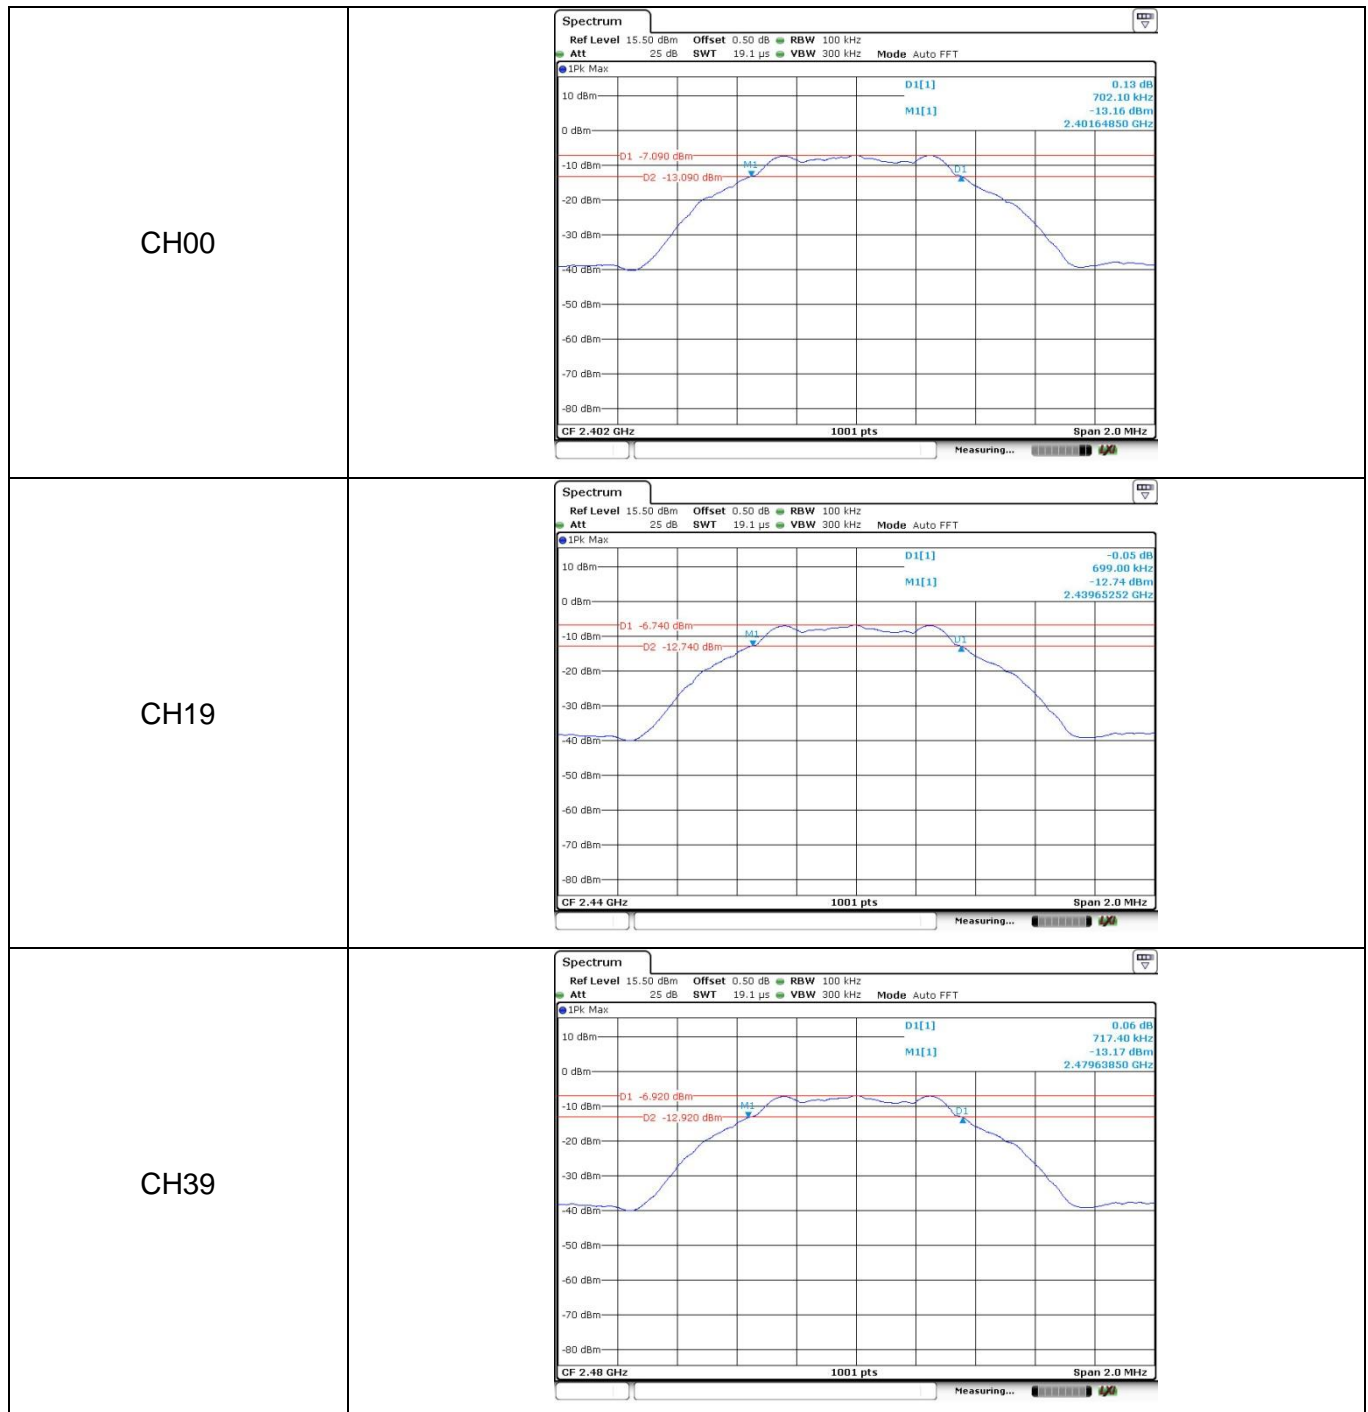 CH00
Spectrum
Ref Level 15.50 dBm Offset 0.50 dB RBW 100 kHz
Att 25 dB SWT 19.1 µs VBW 300 kHz Mode Auto FFT
1Pk Max
D1[1] 0.13 dB
702.10 kHz
10 dBm
M1[1] -13.16 dBm
2.40164850 GHz
0 dBm
D1 -7.090 dBm
M1
-10 dBm
D1
D2 -13.090 dBm
-20 dBm
-30 dBm
-40 dBm
-50 dBm
-60 dBm
-70 dBm
-80 dBm
CF 2.402 GHz 1001 pts Span 2.0 MHz
Measuring...
CH19
Spectrum
Ref Level 15.50 dBm Offset 0.50 dB RBW 100 kHz
Att 25 dB SWT 19.1 µs VBW 300 kHz Mode Auto FFT
1Pk Max
D1[1] -0.05 dB
699.00 kHz
10 dBm
M1[1] -12.74 dBm
2.43965252 GHz
0 dBm
D1 -6.740 dBm
M1
-10 dBm
D1
D2 -12.740 dBm
-20 dBm
-30 dBm
-40 dBm
-50 dBm
-60 dBm
-70 dBm
-80 dBm
CF 2.44 GHz 1001 pts Span 2.0 MHz
Measuring...
CH39
Spectrum
Ref Level 15.50 dBm Offset 0.50 dB RBW 100 kHz
Att 25 dB SWT 19.1 µs VBW 300 kHz Mode Auto FFT
1Pk Max
D1[1] 0.06 dB
717.40 kHz
10 dBm
M1[1] -13.17 dBm
2.47963850 GHz
0 dBm
D1 -6.920 dBm
M1
-10 dBm
D1
D2 -12.920 dBm
-20 dBm
-30 dBm
-40 dBm
-50 dBm
-60 dBm
-70 dBm
-80 dBm
CF 2.48 GHz 1001 pts Span 2.0 MHz
Measuring...